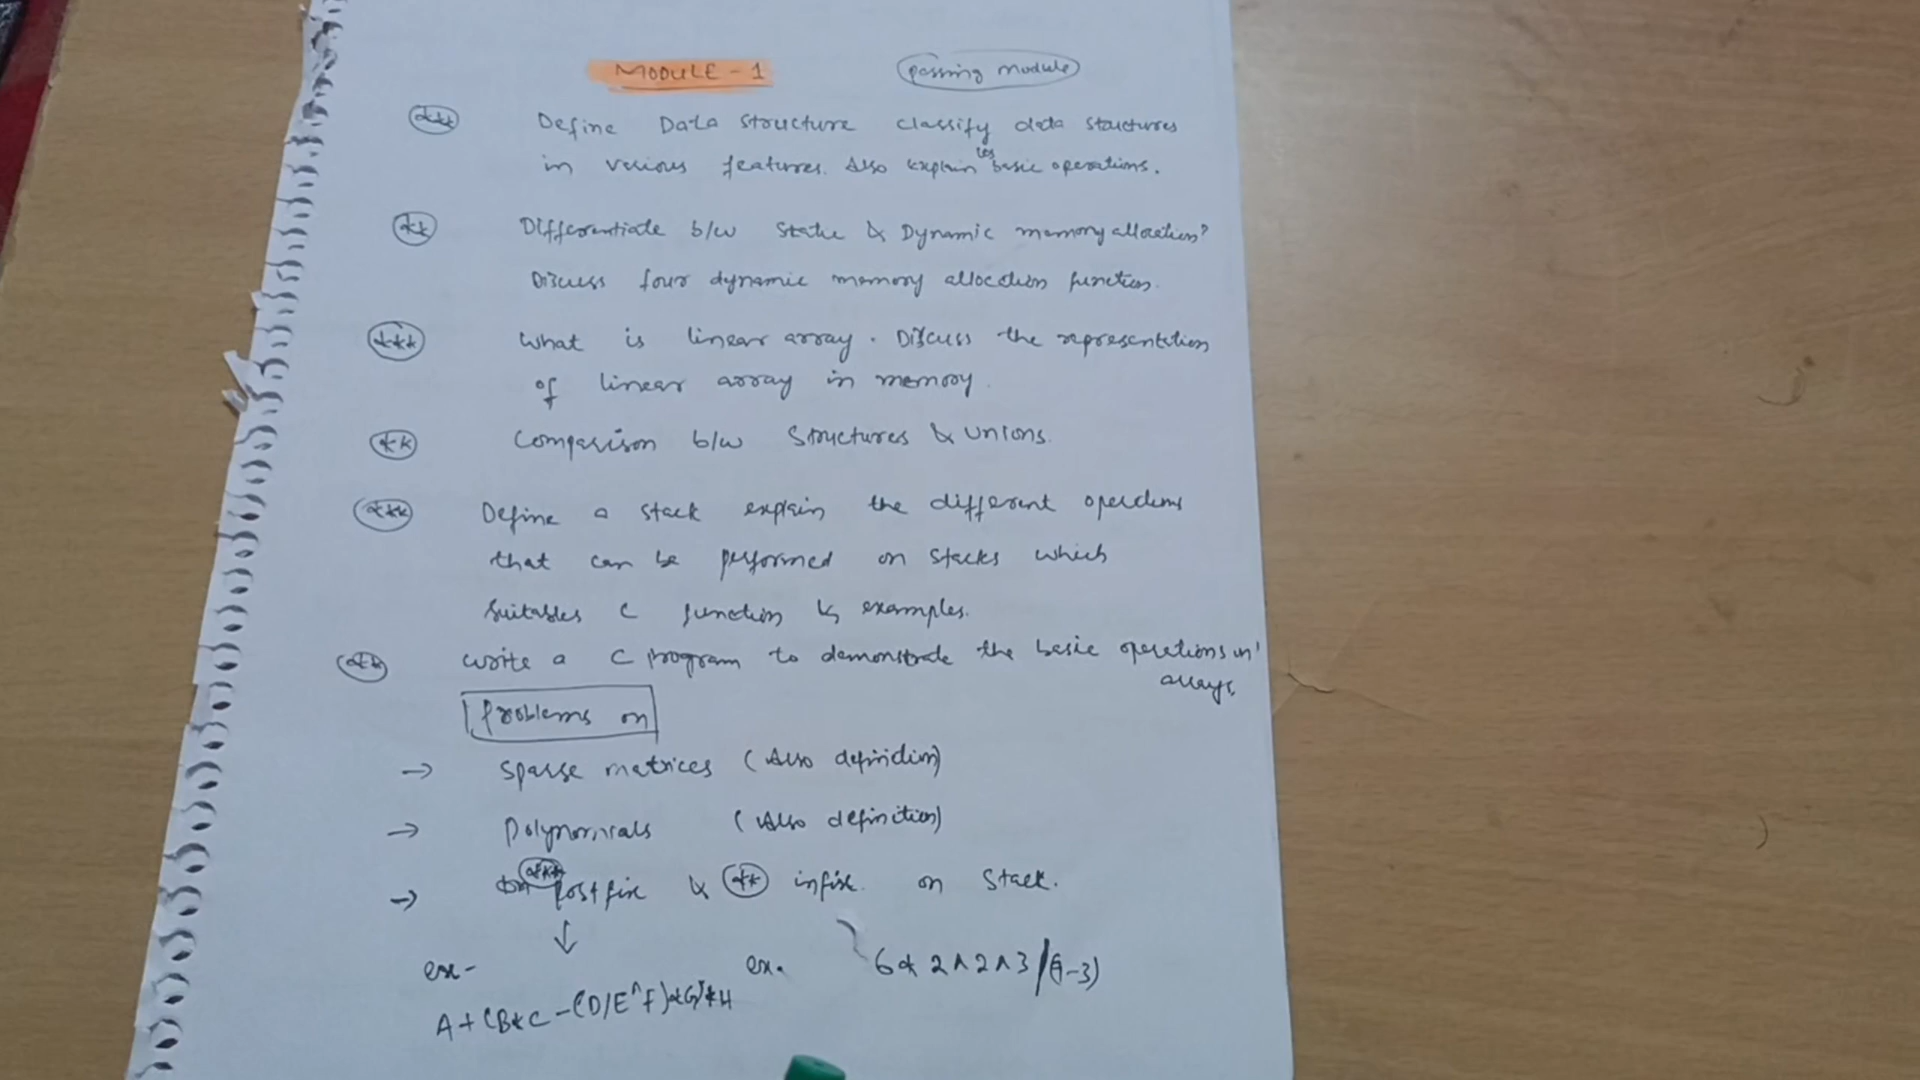 MODULE - 1
passing module
*** Define Data structure classify data structures
in various features. Also explain its basic operations.
** Differentiate b/w static & Dynamic memory allocation?
Discuss four dynamic memory allocation function.
*** What is linear array. Discuss the representation
of linear array in memory.
** Comparison b/w Structures & Unions.
*** Define a stack explain the different operations
that can be performed on stacks which
suitables C function & examples.
** Write a C program to demonstrate the basic operations in
arrays.
Problems on
→ Sparse matrices (Also definition)
→ Polynomials (Also definition)
→ *** postfix & ** infix on Stack.
↓
ex- ex. 6 * 2 ^ 2 ^ 3 /
A + (B*C - (D/E^F)*G)*H